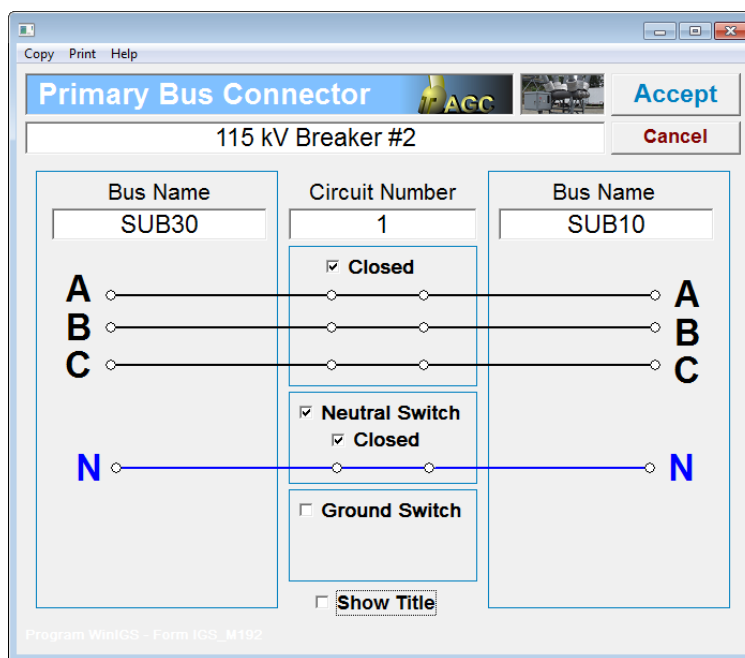 Copy Print Help
Primary Bus Connector
AGC
Accept
115 kV Breaker #2
Cancel
Bus Name
Circuit Number
Bus Name
SUB30
1
SUB10
Closed
A
A
B
B
C
C
Neutral Switch
Closed
N
N
Ground Switch
Show Title
Program WinIGS - Form IGS_M192